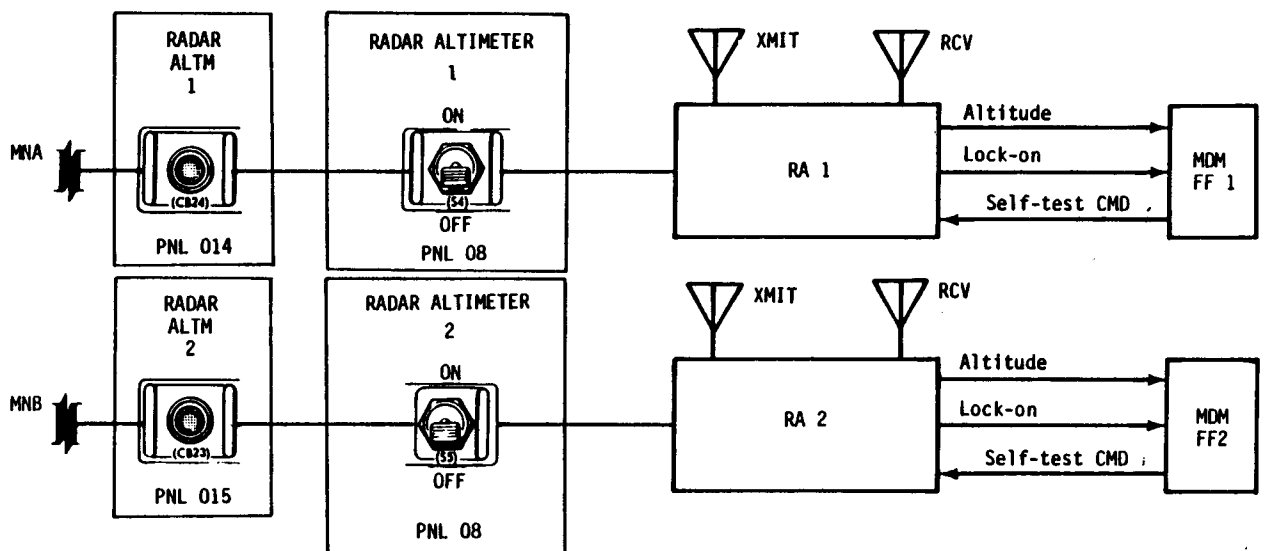 RADAR
ALTM
1
(CB24)
PNL 014
RADAR ALTIMETER
1
ON
(S4)
OFF
PNL 08
MNA
XMIT
RCV
RA 1
Altitude
Lock-on
Self-test CMD
MDM
FF 1
RADAR
ALTM
2
(CB23)
PNL 015
RADAR ALTIMETER
2
ON
(S5)
OFF
PNL 08
MNB
XMIT
RCV
RA 2
Altitude
Lock-on
Self-test CMD
MDM
FF2